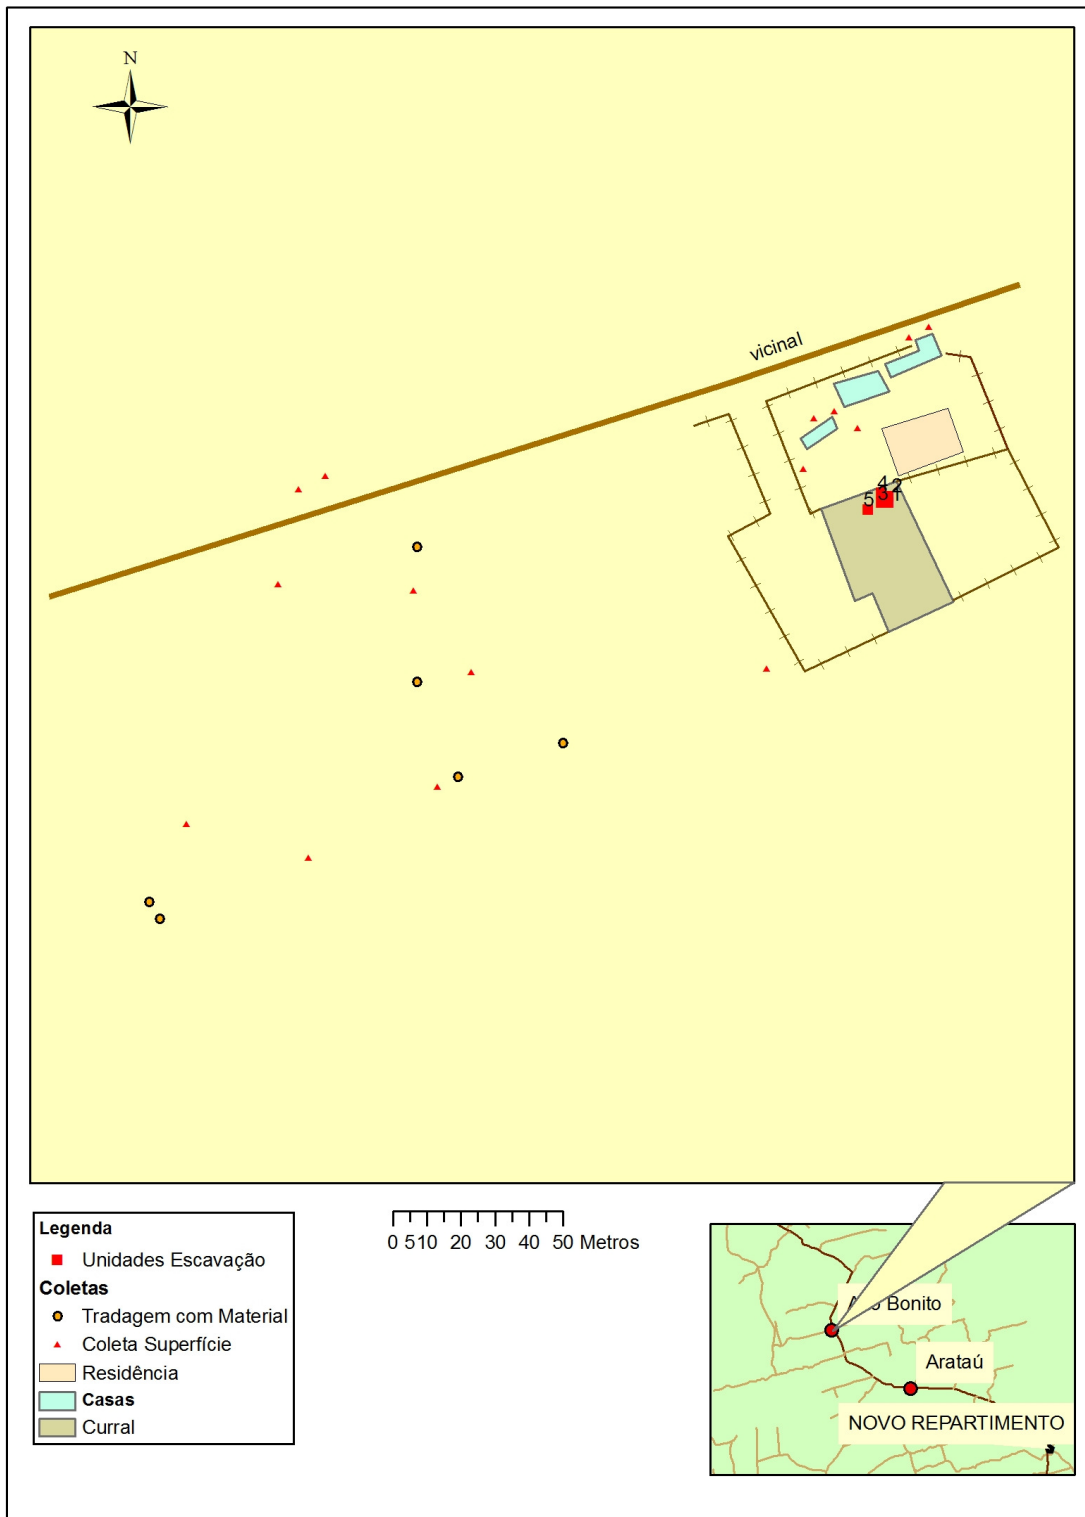 N
vicinal
4 2
5 3 1
Legenda
Unidades Escavação
Coletas
Tradagem com Material
Coleta Superfície
Residência
Casas
Curral
0 5 10 20 30 40 50 Metros
Bonito
Arataú
NOVO REPARTIMENTO